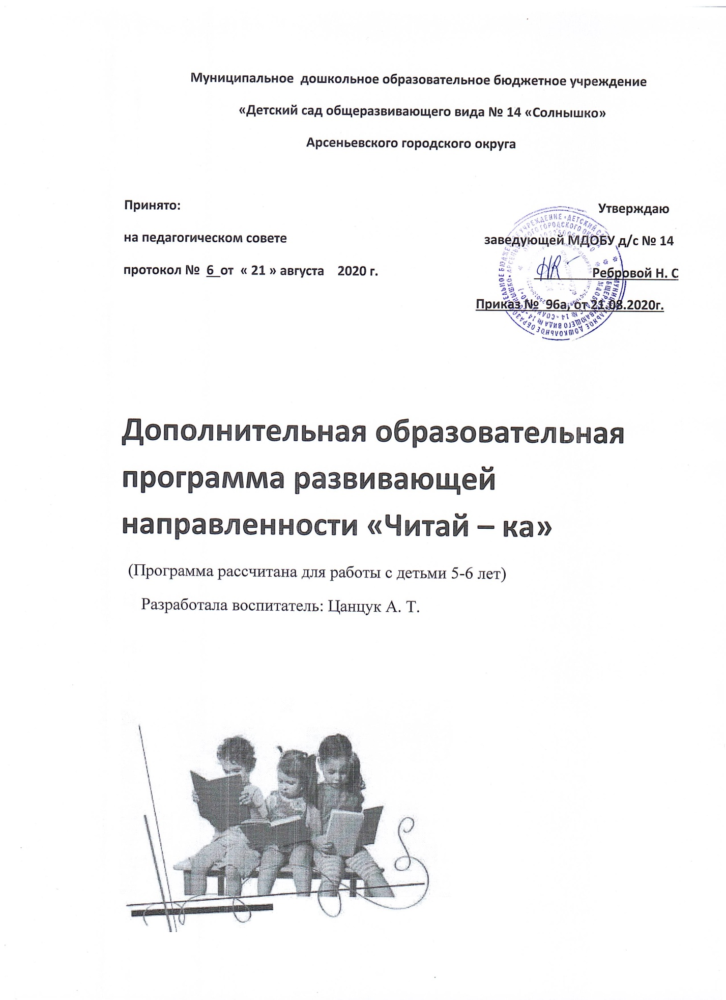 Муниципальное дошкольное образовательное бюджетное учреждение
«Детский сад общеразвивающего вида № 14 «Солнышко»
Арсеньевского городского округа
Принято:
Утверждаю
на педагогическом совете
заведующей МДОБУ д/с № 14
протокол № 6 от « 21 » августа 2020 г.
Ребровой Н. С
Приказ № 96а, от 21.08.2020г.
Дополнительная образовательная
программа развивающей
направленности «Читай – ка»
(Программа рассчитана для работы с детьми 5-6 лет)
Разработала воспитатель: Цанцук А. Т.